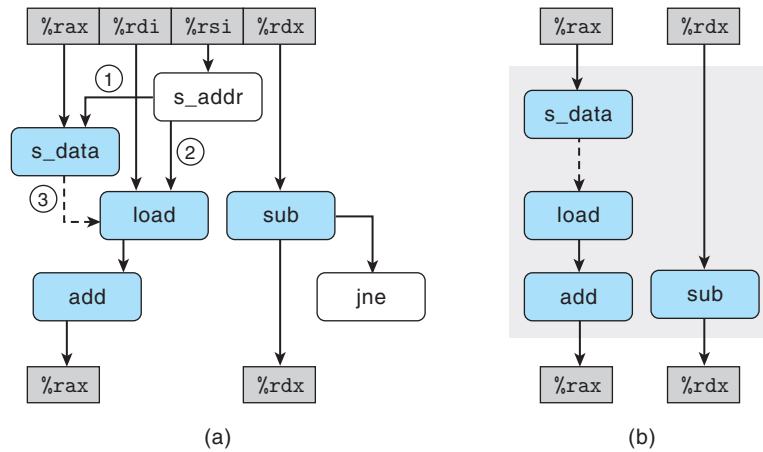 %rax %rdi %rsi %rdx
1
s_addr
2
s_data
3
load
sub
add
jne
%rax
%rdx
(a)
%rax
%rdx
s_data
load
add
sub
%rax
%rdx
(b)